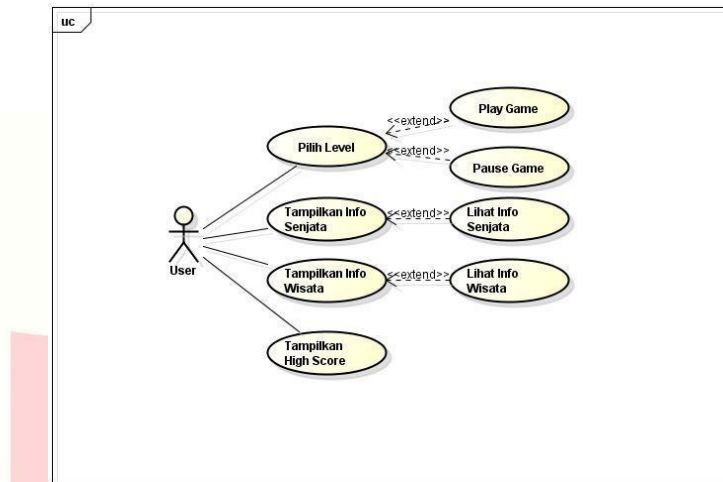 uc
<<extend>>
Play Game
Pilih Level
<<extend>>
Pause Game
Tampilkan Info
Senjata
<<extend>>
Lihat Info
Senjata
User
Tampilkan Info
Wisata
<<extend>>
Lihat Info
Wisata
Tampilkan
High Score